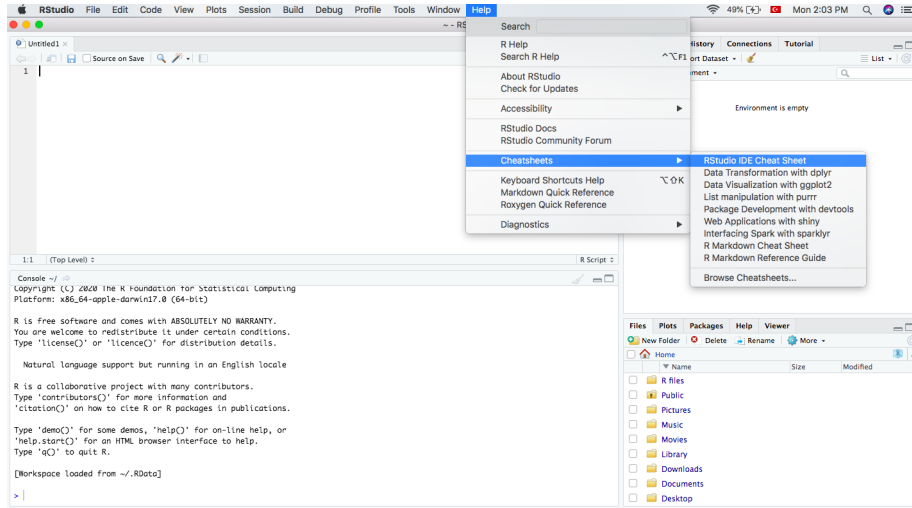 RStudio File Edit Code View Plots Session Build Debug Profile Tools Window Help 49% Mon 2:03 PM
~ - RS
Untitled1
Source on Save
1
1:1 (Top Level) R Script
Search
R Help
Search R Help ^⌥F1
About RStudio
Check for Updates
Accessibility
RStudio Docs
RStudio Community Forum
Cheatsheets
Keyboard Shortcuts Help ⌥⇧K
Markdown Quick Reference
Roxygen Quick Reference
Diagnostics
RStudio IDE Cheat Sheet
Data Transformation with dplyr
Data Visualization with ggplot2
List manipulation with purrr
Package Development with devtools
Web Applications with shiny
Interfacing Spark with sparklyr
R Markdown Cheat Sheet
R Markdown Reference Guide
Browse Cheatsheets...
History Connections Tutorial
ort Dataset List
ment
Environment is empty
Console ~/
Copyright (C) 2020 The R Foundation for Statistical Computing
Platform: x86_64-apple-darwin17.0 (64-bit)
R is free software and comes with ABSOLUTELY NO WARRANTY.
You are welcome to redistribute it under certain conditions.
Type 'license()' or 'licence()' for distribution details.
Natural language support but running in an English locale
R is a collaborative project with many contributors.
Type 'contributors()' for more information and
'citation()' on how to cite R or R packages in publications.
Type 'demo()' for some demos, 'help()' for on-line help, or
'help.start()' for an HTML browser interface to help.
Type 'q()' to quit R.
[Workspace loaded from ~/.RData]
>
Files Plots Packages Help Viewer
New Folder Delete Rename More
Home
Name Size Modified
R files
Public
Pictures
Music
Movies
Library
Downloads
Documents
Desktop